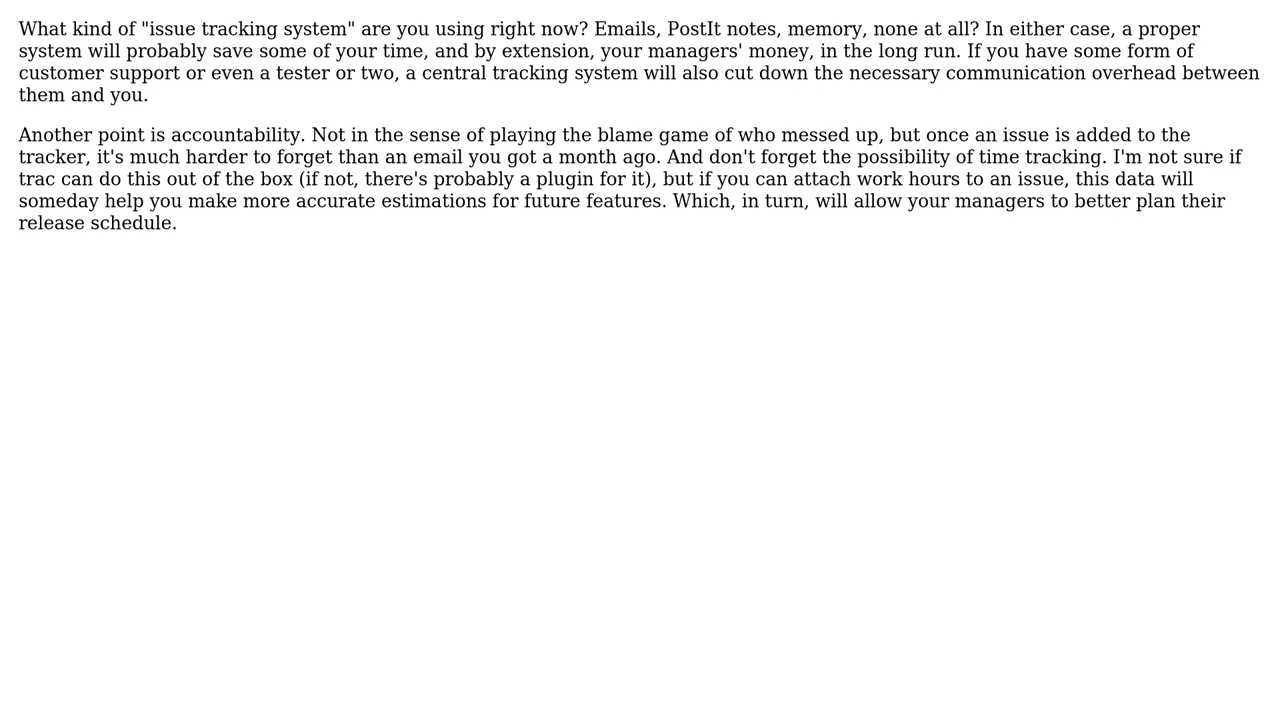 What kind of "issue tracking system" are you using right now? Emails, PostIt notes, memory, none at all? In either case, a proper
system will probably save some of your time, and by extension, your managers' money, in the long run. If you have some form of
customer support or even a tester or two, a central tracking system will also cut down the necessary communication overhead between
them and you.
Another point is accountability. Not in the sense of playing the blame game of who messed up, but once an issue is added to the
tracker, it's much harder to forget than an email you got a month ago. And don't forget the possibility of time tracking. I'm not sure if
trac can do this out of the box (if not, there's probably a plugin for it), but if you can attach work hours to an issue, this data will
someday help you make more accurate estimations for future features. Which, in turn, will allow your managers to better plan their
release schedule.